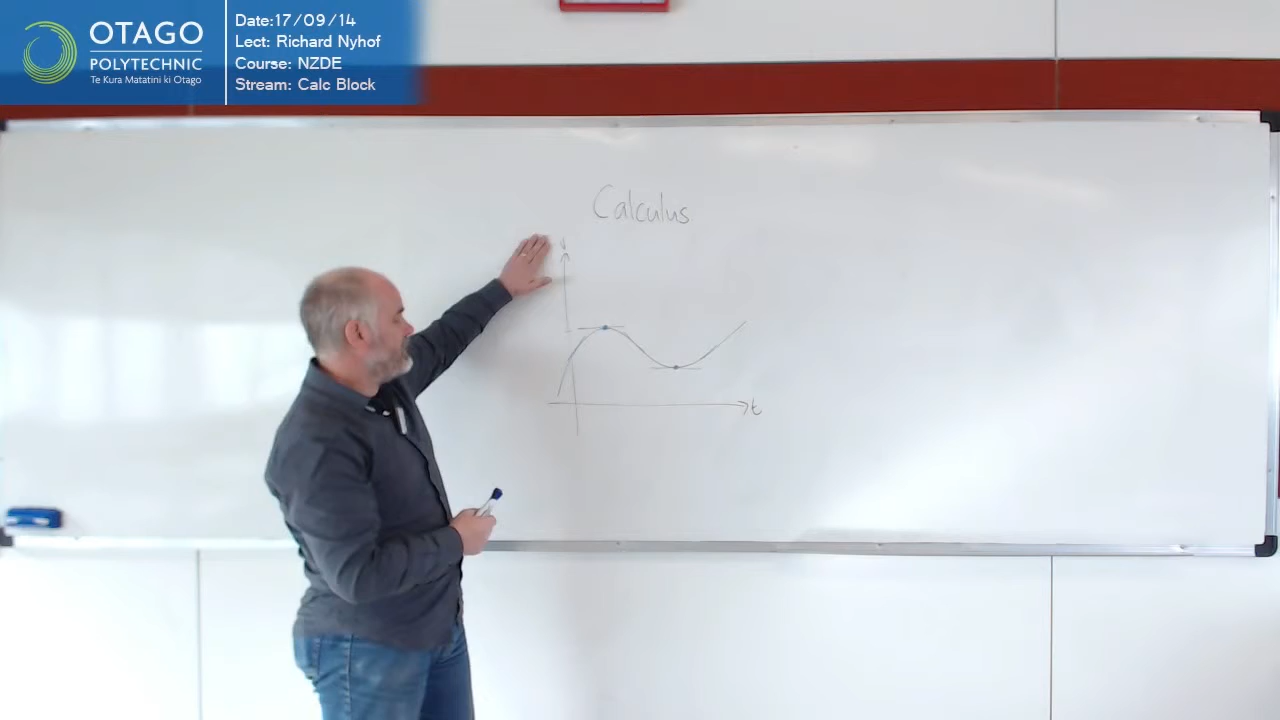 OTAGO
POLYTECHNIC
Te Kura Matatini ki Otago
Date:17/09/14
Lect: Richard Nyhof
Course: NZDE
Stream: Calc Block
Calculus
t